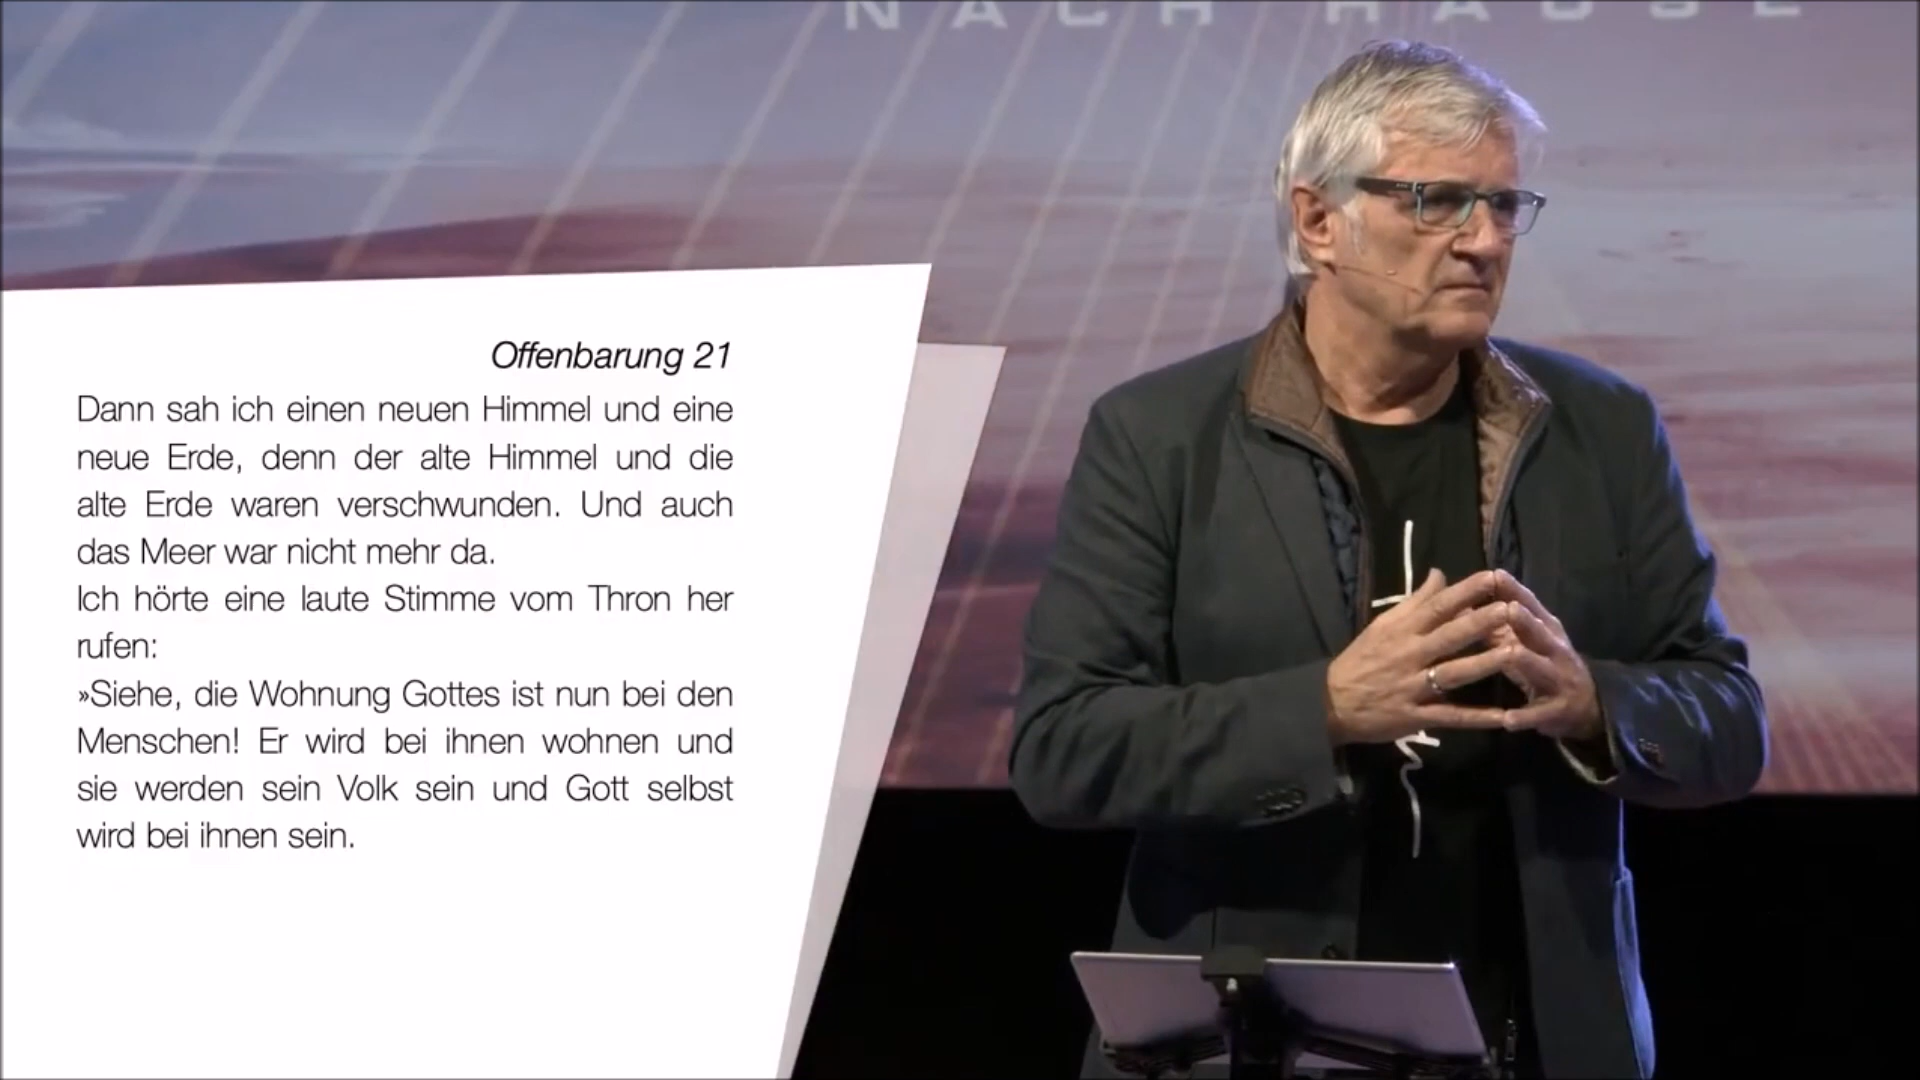 NACH HAUSE
Offenbarung 21
Dann sah ich einen neuen Himmel und eine
neue Erde, denn der alte Himmel und die
alte Erde waren verschwunden. Und auch
das Meer war nicht mehr da.
Ich hörte eine laute Stimme vom Thron her
rufen:
»Siehe, die Wohnung Gottes ist nun bei den
Menschen! Er wird bei ihnen wohnen und
sie werden sein Volk sein und Gott selbst
wird bei ihnen sein.